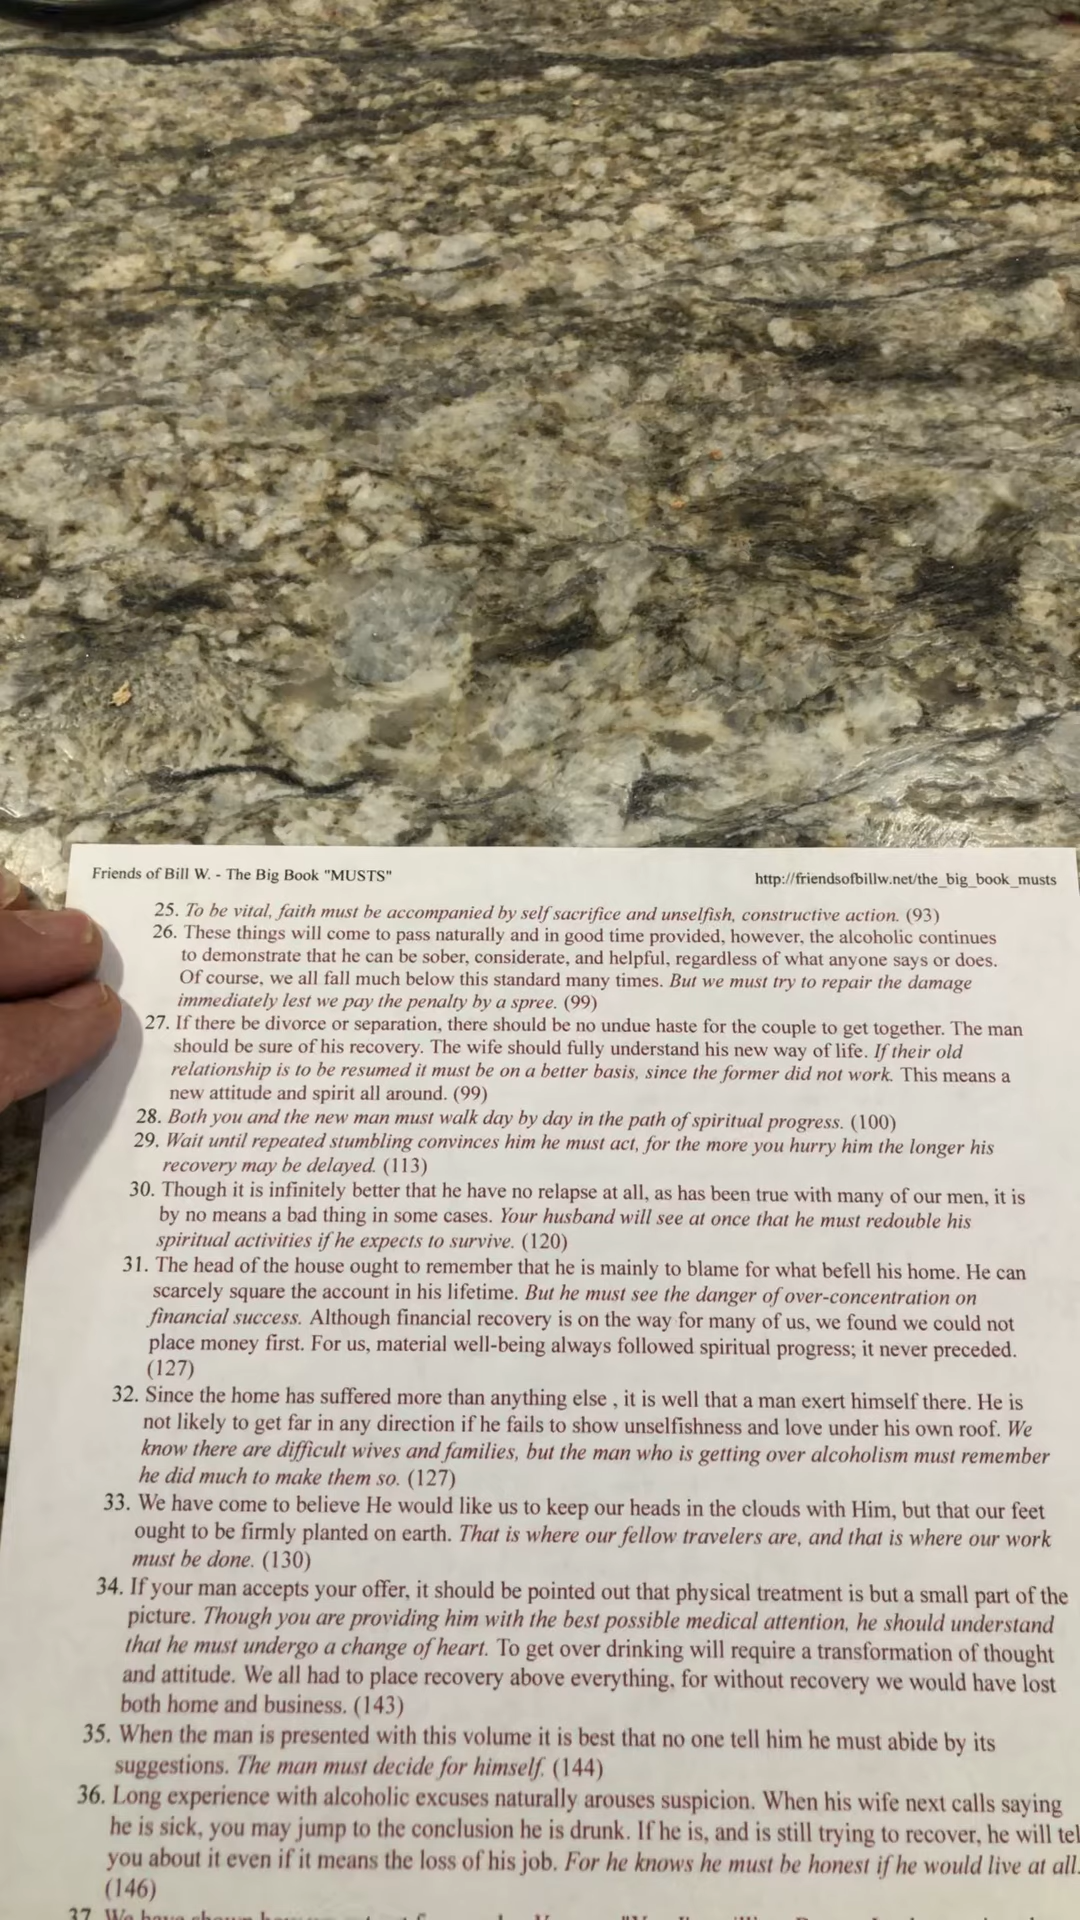 Friends of Bill W. - The Big Book "MUSTS"
http://friendsofbillw.net/the_big_book_musts
25. To be vital, faith must be accompanied by self sacrifice and unselfish, constructive action. (93)
26. These things will come to pass naturally and in good time provided, however, the alcoholic continues
to demonstrate that he can be sober, considerate, and helpful, regardless of what anyone says or does.
Of course, we all fall much below this standard many times. But we must try to repair the damage
immediately lest we pay the penalty by a spree. (99)
27. If there be divorce or separation, there should be no undue haste for the couple to get together. The man
should be sure of his recovery. The wife should fully understand his new way of life. If their old
relationship is to be resumed it must be on a better basis, since the former did not work. This means a
new attitude and spirit all around. (99)
28. Both you and the new man must walk day by day in the path of spiritual progress. (100)
29. Wait until repeated stumbling convinces him he must act, for the more you hurry him the longer his
recovery may be delayed. (113)
30. Though it is infinitely better that he have no relapse at all, as has been true with many of our men, it is
by no means a bad thing in some cases. Your husband will see at once that he must redouble his
spiritual activities if he expects to survive. (120)
31. The head of the house ought to remember that he is mainly to blame for what befell his home. He can
scarcely square the account in his lifetime. But he must see the danger of over-concentration on
financial success. Although financial recovery is on the way for many of us, we found we could not
place money first. For us, material well-being always followed spiritual progress; it never preceded.
(127)
32. Since the home has suffered more than anything else , it is well that a man exert himself there. He is
not likely to get far in any direction if he fails to show unselfishness and love under his own roof. We
know there are difficult wives and families, but the man who is getting over alcoholism must remember
he did much to make them so. (127)
33. We have come to believe He would like us to keep our heads in the clouds with Him, but that our feet
ought to be firmly planted on earth. That is where our fellow travelers are, and that is where our work
must be done. (130)
34. If your man accepts your offer, it should be pointed out that physical treatment is but a small part of the
picture. Though you are providing him with the best possible medical attention, he should understand
that he must undergo a change of heart. To get over drinking will require a transformation of thought
and attitude. We all had to place recovery above everything, for without recovery we would have lost
both home and business. (143)
35. When the man is presented with this volume it is best that no one tell him he must abide by its
suggestions. The man must decide for himself. (144)
36. Long experience with alcoholic excuses naturally arouses suspicion. When his wife next calls saying
he is sick, you may jump to the conclusion he is drunk. If he is, and is still trying to recover, he will tel
you about it even if it means the loss of his job. For he knows he must be honest if he would live at all.
(146)
37. We have shown